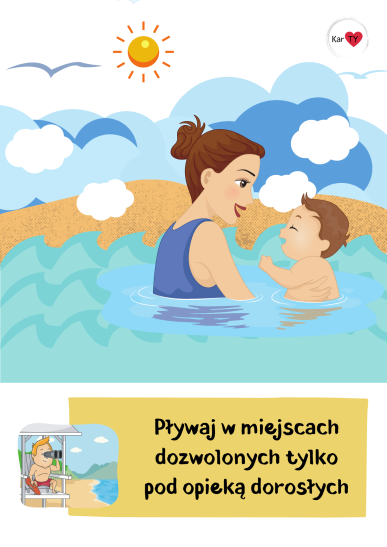 Kar TY
Pływaj w miejscach
dozwolonych tylko
pod opieką dorosłych